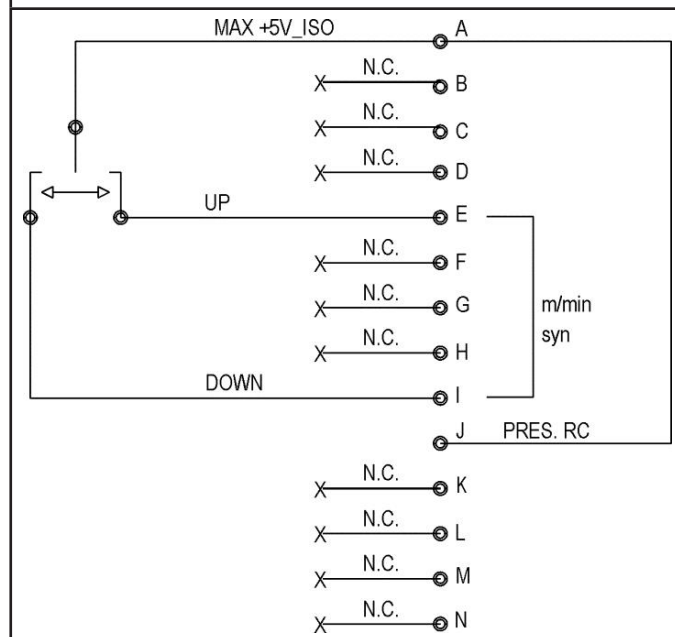 MAX +5V_ISO A
N.C. B
N.C. C
N.C. D
UP E
N.C. F
N.C. G
m/min
syn
N.C. H
DOWN I
J PRES. RC
N.C. K
N.C. L
N.C. M
N.C. N